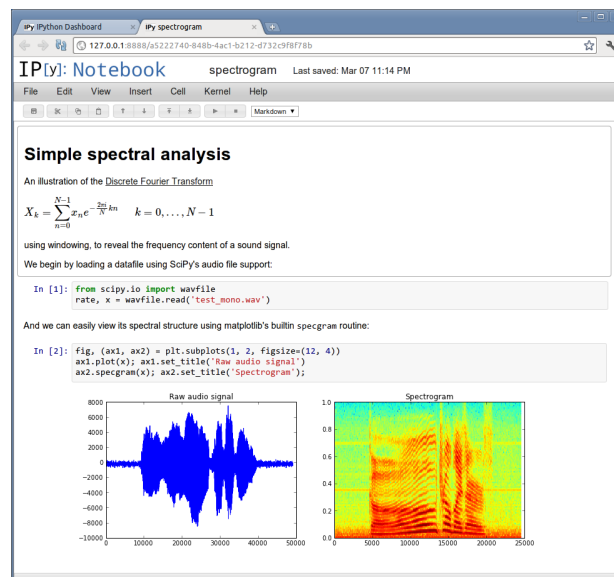 IPy IPython Dashboard
IPy spectrogram
127.0.0.1:8888/a5222740-848b-4ac1-b212-d732c9f8f78b
IP[y]: Notebook spectrogram Last saved: Mar 07 11:14 PM
File Edit View Insert Cell Kernel Help
Markdown
Simple spectral analysis
An illustration of the Discrete Fourier Transform
X_k = \sum_{n=0}^{N-1} x_n e^{-\frac{2\pi i}{N} kn} k = 0, . . . , N − 1
using windowing, to reveal the frequency content of a sound signal.
We begin by loading a datafile using SciPy's audio file support:
In [1]: from scipy.io import wavfile
rate, x = wavfile.read('test_mono.wav')
And we can easily view its spectral structure using matplotlib's builtin specgram routine:
In [2]: fig, (ax1, ax2) = plt.subplots(1, 2, figsize=(12, 4))
ax1.plot(x); ax1.set_title('Raw audio signal')
ax2.specgram(x); ax2.set_title('Spectrogram');
Raw audio signal
8000
6000
4000
2000
0
−2000
−4000
−6000
−8000
−10000
0 10000 20000 30000 40000 50000
Spectrogram
1.0
0.8
0.6
0.4
0.2
0.0
0 5000 10000 15000 20000 25000